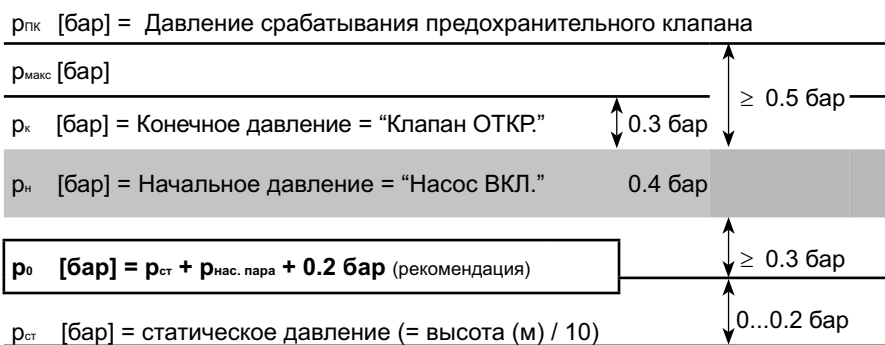 pпк [бар] = Давление срабатывания предохранительного клапана
pмакс [бар]
≥ 0.5 бар
pк [бар] = Конечное давление = “Клапан ОТКР.” 0.3 бар
pн [бар] = Начальное давление = “Насос ВКЛ.” 0.4 бар
p₀ [бар] = pст + pнас. пара + 0.2 бар (рекомендация) ≥ 0.3 бар
pст [бар] = статическое давление (= высота (м) / 10) 0...0.2 бар